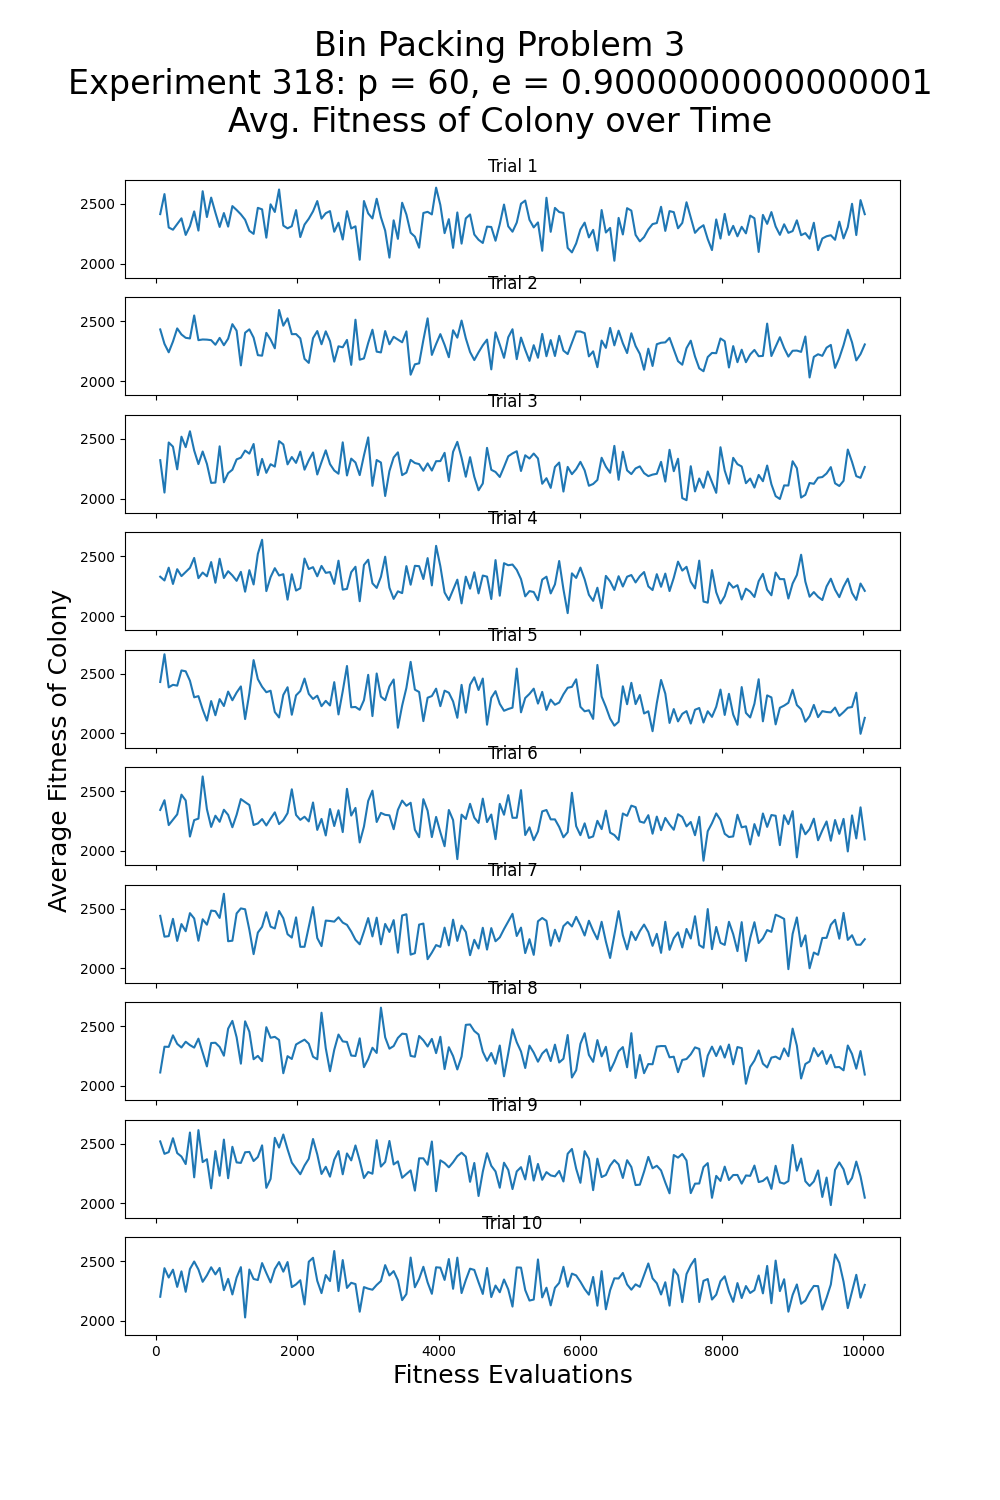 Bin Packing Problem 3
Experiment 318: p = 60, e = 0.9000000000000001
Avg. Fitness of Colony over Time
Trial 1
2500
2000
Trial 2
2500
2000
Trial 3
2500
2000
Trial 4
2500
2000
Trial 5
2500
2000
Trial 6
2500
2000
Trial 7
2500
2000
Trial 8
2500
2000
Trial 9
2500
2000
Trial 10
2500
2000
0 2000 4000 6000 8000 10000
Fitness Evaluations
Average Fitness of Colony